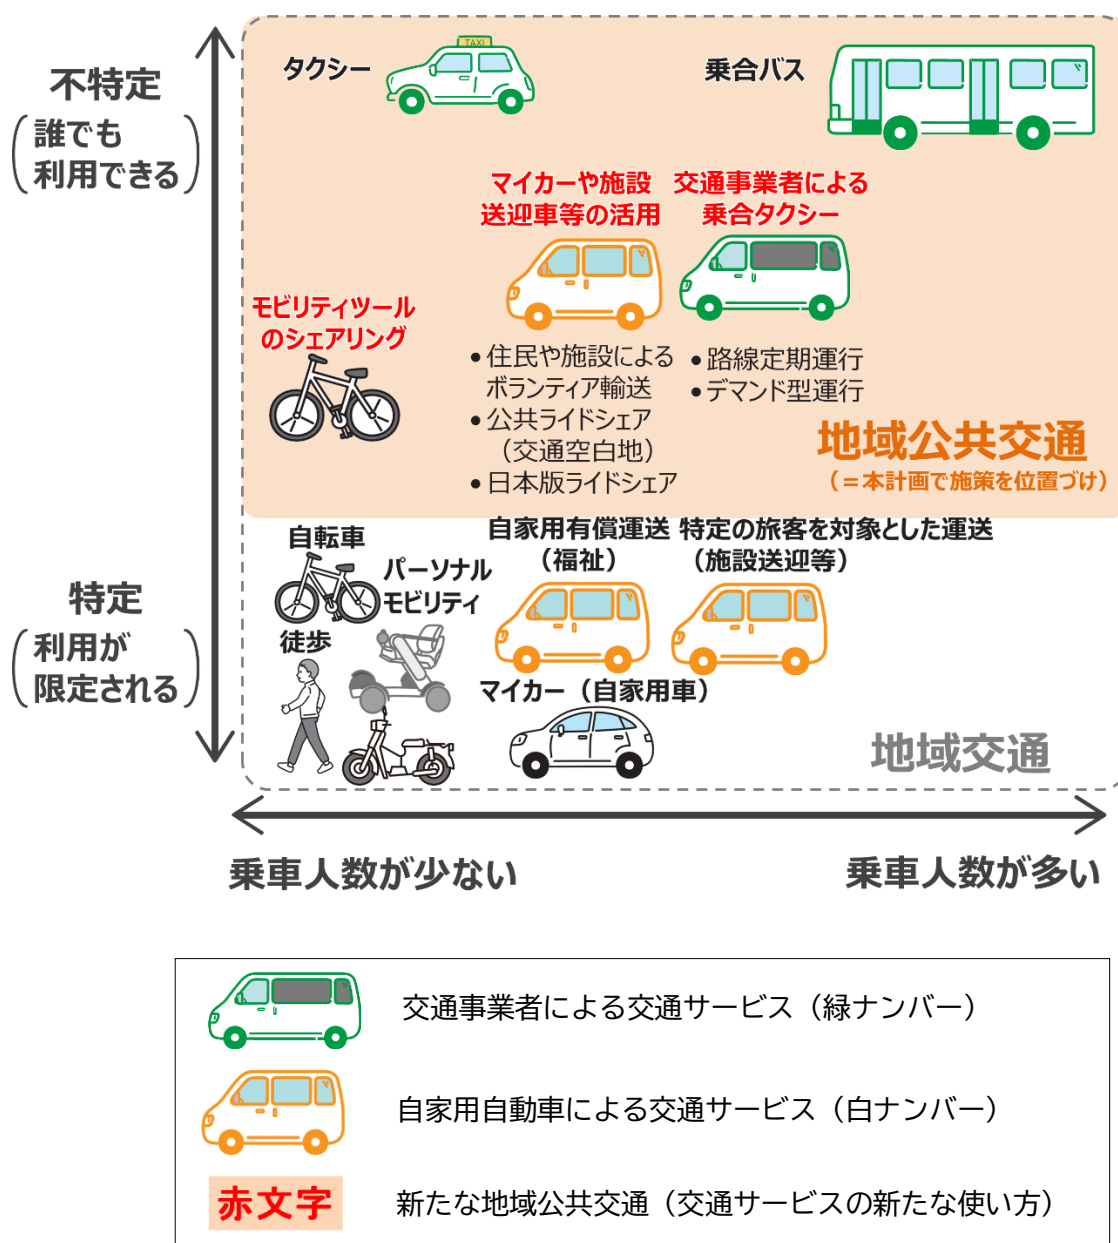 不特定
（誰でも
利用できる）
タクシー
TAXI
乗合バス
マイカーや施設
送迎車等の活用
交通事業者による
乗合タクシー
モビリティツール
のシェアリング
•住民や施設による
ボランティア輸送
•公共ライドシェア
（交通空白地）
•日本版ライドシェア
•路線定期運行
•デマンド型運行
地域公共交通
（＝本計画で施策を位置づけ）
特定
（利用が
限定される）
自転車
パーソナル
モビリティ
徒歩
自家用有償運送
（福祉）
特定の旅客を対象とした運送
（施設送迎等）
マイカー（自家用車）
地域交通
乗車人数が少ない
乗車人数が多い
交通事業者による交通サービス（緑ナンバー）
自家用自動車による交通サービス（白ナンバー）
赤文字
新たな地域公共交通（交通サービスの新たな使い方）